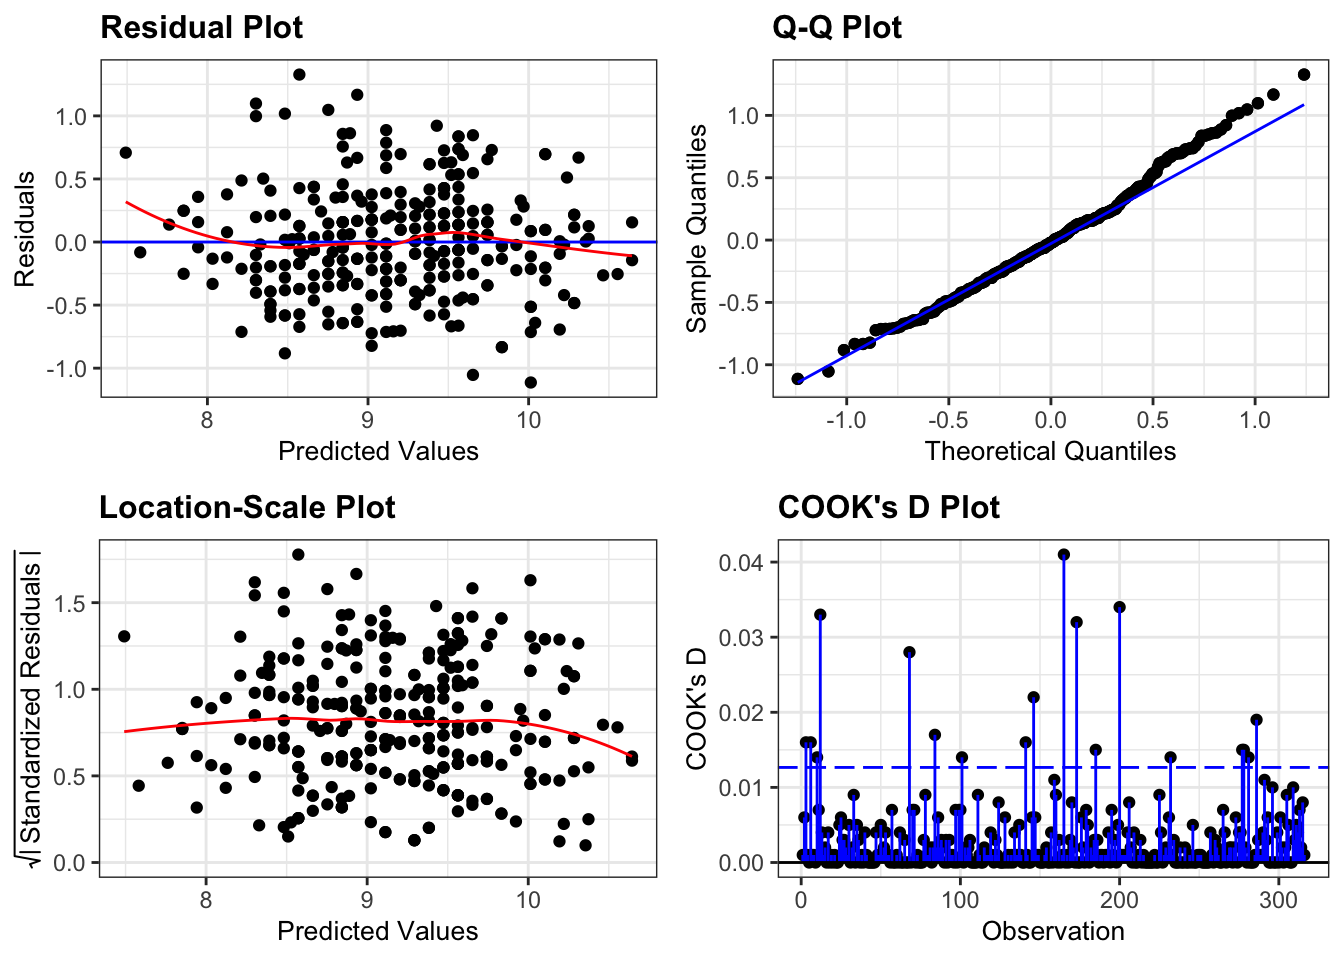 Residual Plot
1.0
0.5
0.0
-0.5
-1.0
Residuals
8
9
10
Predicted Values
Q-Q Plot
1.0
0.5
0.0
-0.5
-1.0
Sample Quantiles
-1.0
-0.5
0.0
0.5
1.0
Theoretical Quantiles
Location-Scale Plot
1.5
1.0
0.5
0.0
√| Standardized Residuals |
8
9
10
Predicted Values
COOK's D Plot
0.04
0.03
0.02
0.01
0.00
COOK's D
0
100
200
300
Observation